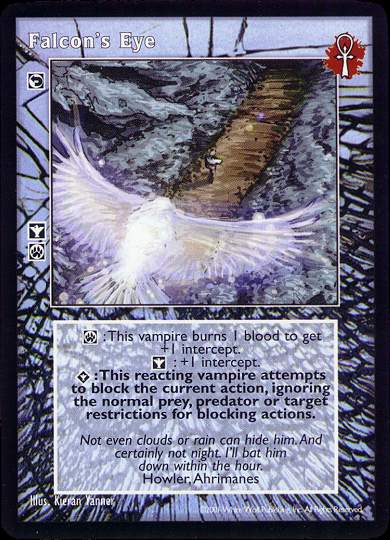 Falcon's Eye
:This vampire burns 1 blood to get
+1 intercept.
: +1 intercept.
:This reacting vampire attempts
to block the current action, ignoring
the normal prey, predator or target
restrictions for blocking actions.
Not even clouds or rain can hide him. And
certainly not night. I'll bat him
down within the hour.
Howler, Ahrimanes
Illus. Kieran Yanner
White Wolf Publishing, Inc. All Rights Reserved.